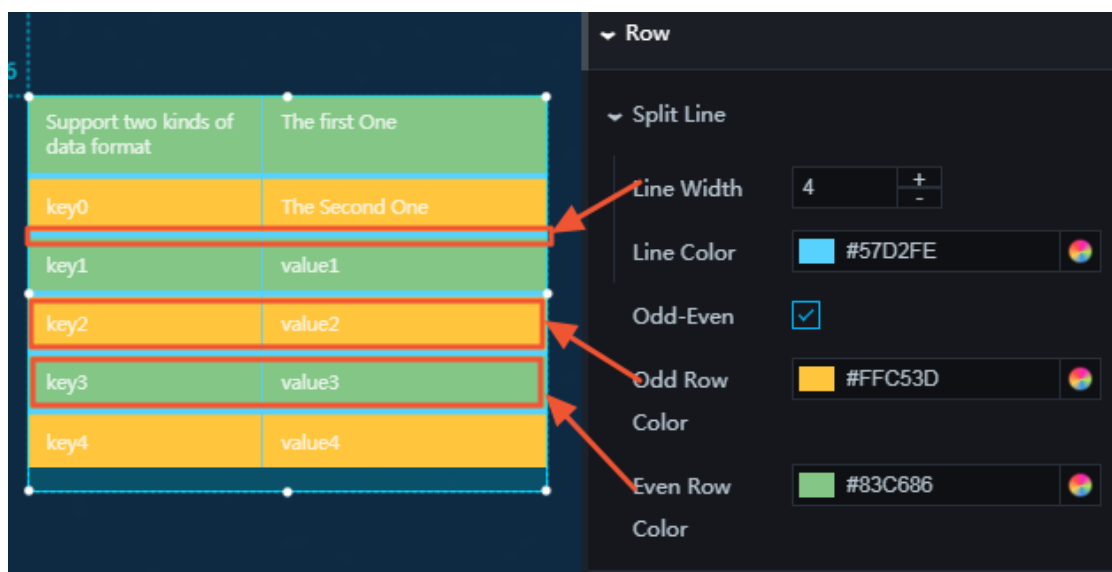 Row
6
Support two kinds of
data format
The first One
key0
The Second One
key1
value1
key2
value2
key3
value3
key4
value4
Split Line
Line Width
4
+
-
Line Color
#57D2FE
Odd-Even
Odd Row
Color
#FFC53D
Even Row
Color
#83C686